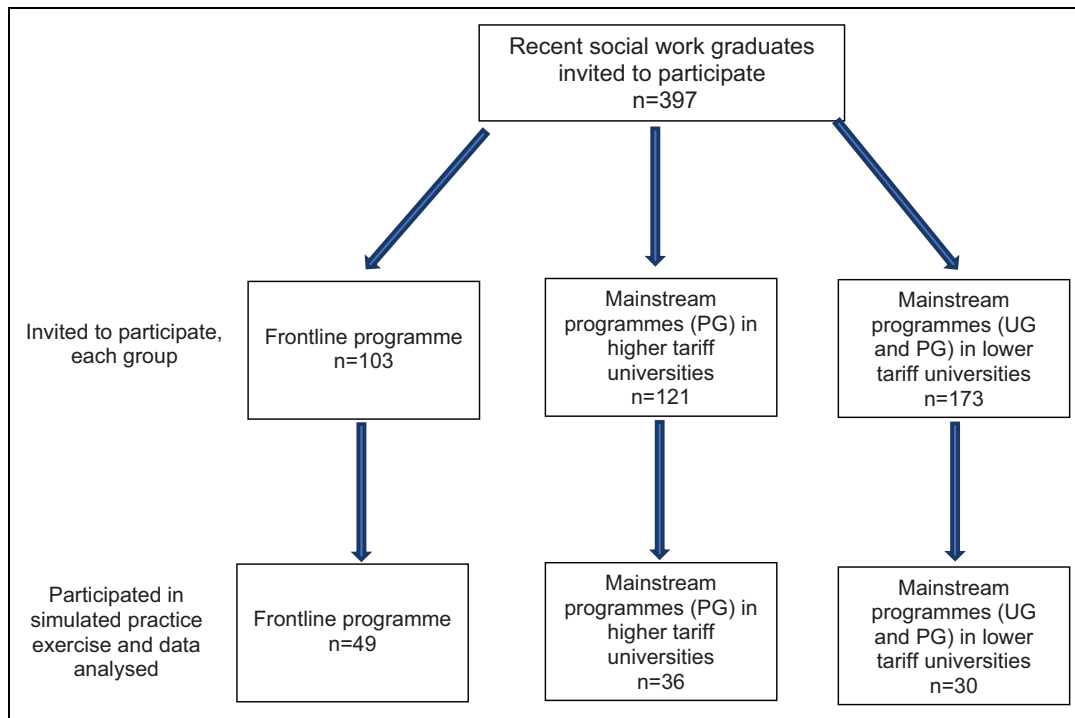 Recent social work graduates
invited to participate
n=397
Invited to participate,
each group
Frontline programme
n=103
Mainstream
programmes (PG) in
higher tariff
universities
n=121
Mainstream
programmes (UG
and PG) in lower
tariff universities
n=173
Participated in
simulated practice
exercise and data
analysed
Frontline programme
n=49
Mainstream
programmes (PG) in
higher tariff
universities
n=36
Mainstream
programmes (UG
and PG) in lower
tariff universities
n=30